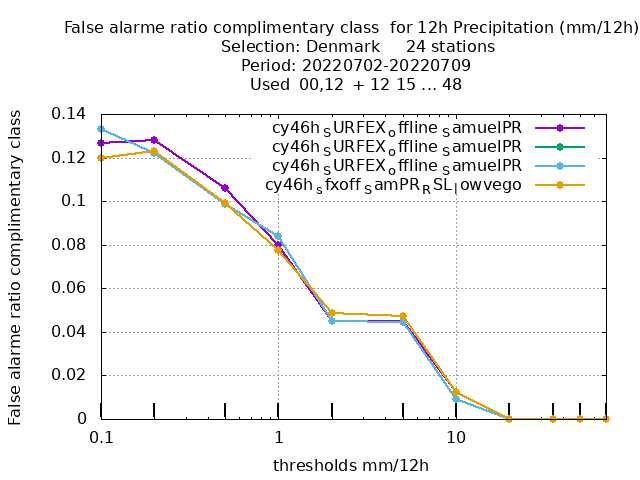 False alarme ratio complimentary class  for 12h Precipitation (mm/12h)
Selection: Denmark     24 stations
Period: 20220702-20220709
Used  00,12  + 12 15 ... 48
False alarme ratio complimentary class
0.14
0.12
0.1
0.08
0.06
0.04
0.02
0
cy46h_SURFEX_offline_SamuelPR
cy46h_SURFEX_offline_SamuelPR
cy46h_SURFEX_offline_SamuelPR
cy46h_sfxoff_SamPR_RSL_lowvego
0.1 1 10
thresholds mm/12h